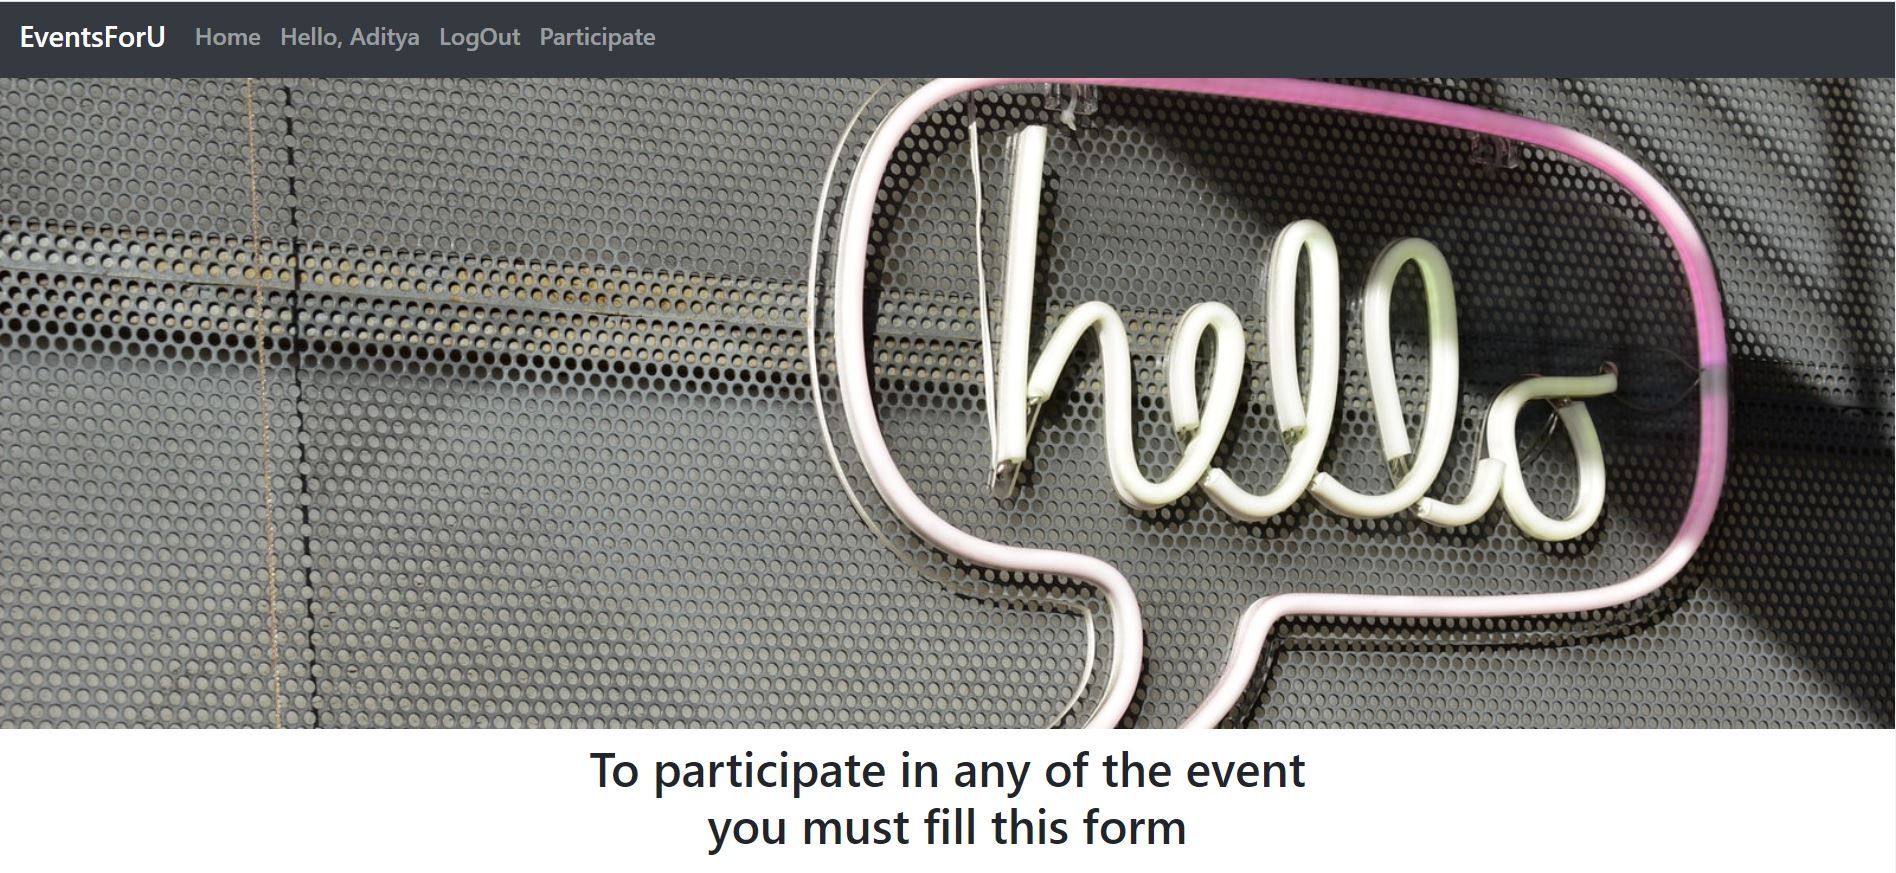 EventsForU Home Hello, Aditya LogOut Participate
hello
To participate in any of the event
you must fill this form